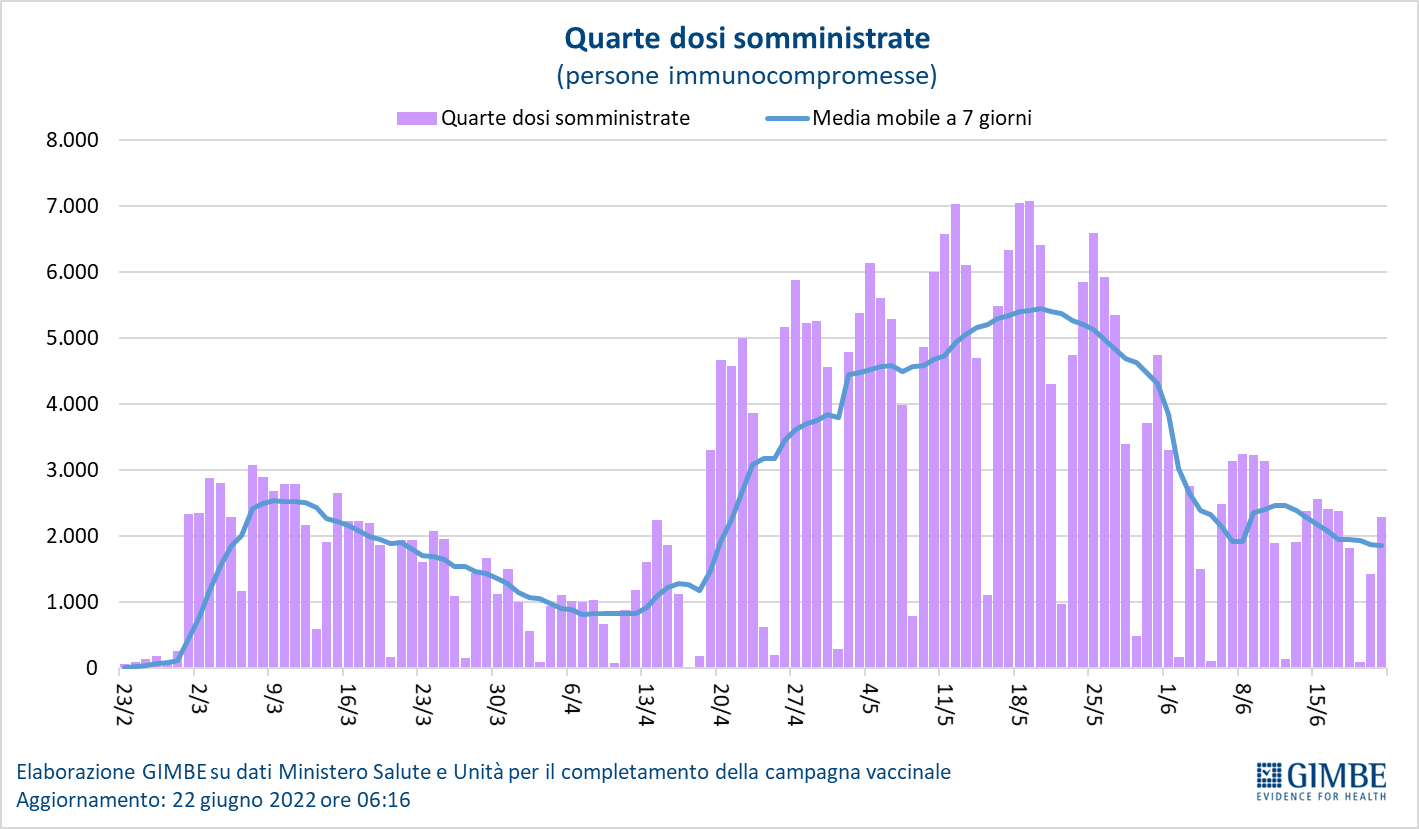 Quarte dosi somministrate
(persone immunocompromesse)
Quarte dosi somministrate Media mobile a 7 giorni
8.000
7.000
6.000
5.000
4.000
3.000
2.000
1.000
0
23/2 2/3 9/3 16/3 23/3 30/3 6/4 13/4 20/4 27/4 4/5 11/5 18/5 25/5 1/6 8/6 15/6
Elaborazione GIMBE su dati Ministero Salute e Unità per il completamento della campagna vaccinale
Aggiornamento: 22 giugno 2022 ore 06:16
GIMBE
EVIDENCE FOR HEALTH